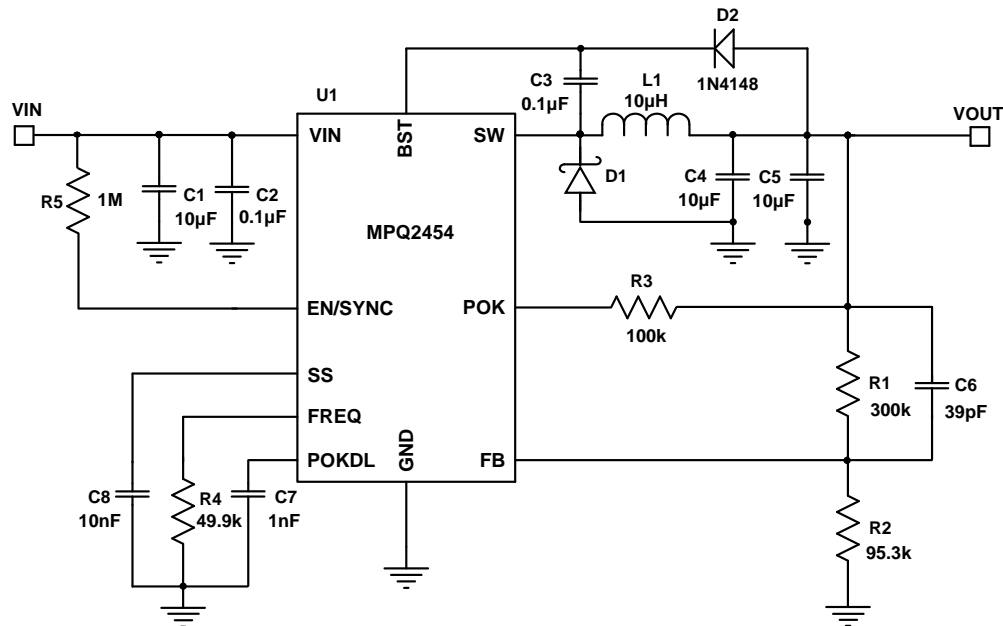 D2
1N4148
C3
0.1µF
L1
10µH
U1
VIN
VIN
BST
SW
VOUT
R5
1M
C1
10µF
C2
0.1µF
D1
C4
10µF
C5
10µF
MPQ2454
EN/SYNC
POK
R3
100k
SS
FREQ
POKDL
GND
FB
R1
300k
C6
39pF
C8
10nF
R4
49.9k
C7
1nF
R2
95.3k